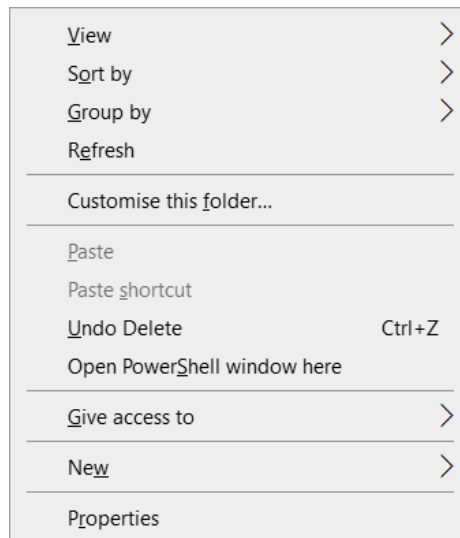 View
Sort by
Group by
Refresh
Customise this folder...
Paste
Paste shortcut
Undo Delete Ctrl+Z
Open PowerShell window here
Give access to
New
Properties